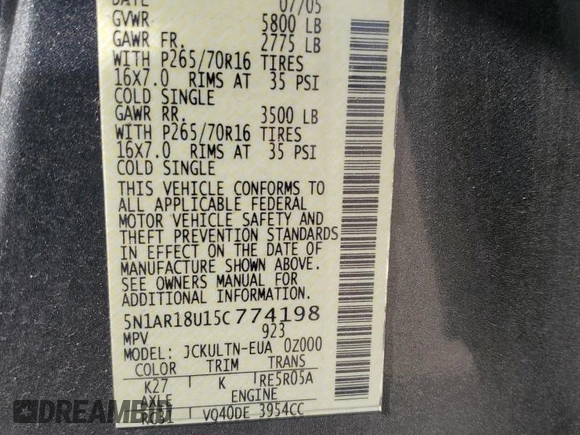 DATE 07/05
GVWR 5800 LB
GAWR FR. 2775 LB
WITH P265/70R16 TIRES
16X7.0 RIMS AT 35 PSI
COLD SINGLE
GAWR RR. 3500 LB
WITH P265/70R16 TIRES
16X7.0 RIMS AT 35 PSI
COLD SINGLE
THIS VEHICLE CONFORMS TO
ALL APPLICABLE FEDERAL
MOTOR VEHICLE SAFETY AND
THEFT PREVENTION STANDARDS
IN EFFECT ON THE DATE OF
MANUFACTURE SHOWN ABOVE.
SEE OWNERS MANUAL FOR
ADDITIONAL INFORMATION.
5N1AR18U15C774198
MPV 923
MODEL: JCKULTN-EUA 0Z000
COLOR TRIM TRANS
K27 K RE5R05A
AXLE ENGINE
VQ40DE 3954CC